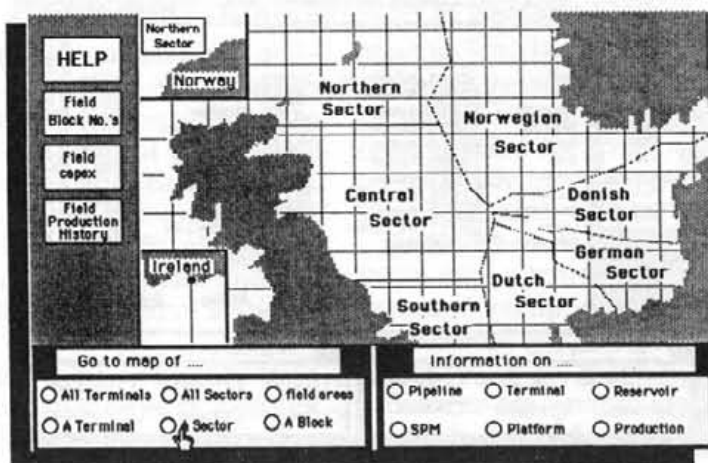 HELP
Field
Block No.'s
Field
capex
Field
Production
History
Northern
Sector
Norway
Northern
Sector
Norwegian
Sector
Central
Sector
Danish
Sector
German
Sector
Ireland
Dutch
Sector
Southern
Sector
Go to map of ....
All Terminals
All Sectors
field areas
A Terminal
A Sector
A Block
Information on ....
Pipeline
Terminal
Reservoir
SPM
Platform
Production